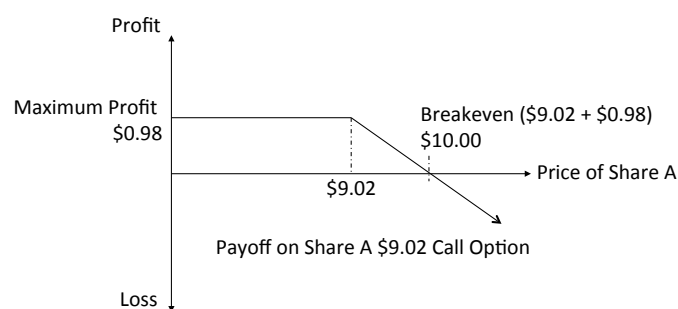 Profit
Maximum Profit
$0.98
Breakeven ($9.02 + $0.98)
$10.00
Price of Share A
$9.02
Payoff on Share A $9.02 Call Option
Loss